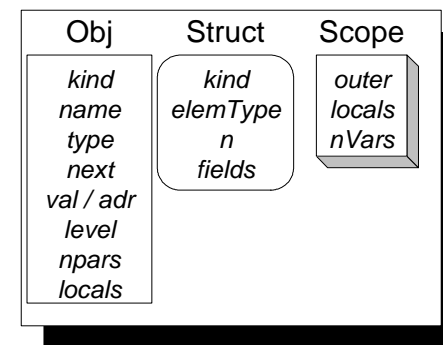 Obj
kind
name
type
next
val / adr
level
npars
locals
Struct
kind
elemType
n
fields
Scope
outer
locals
nVars